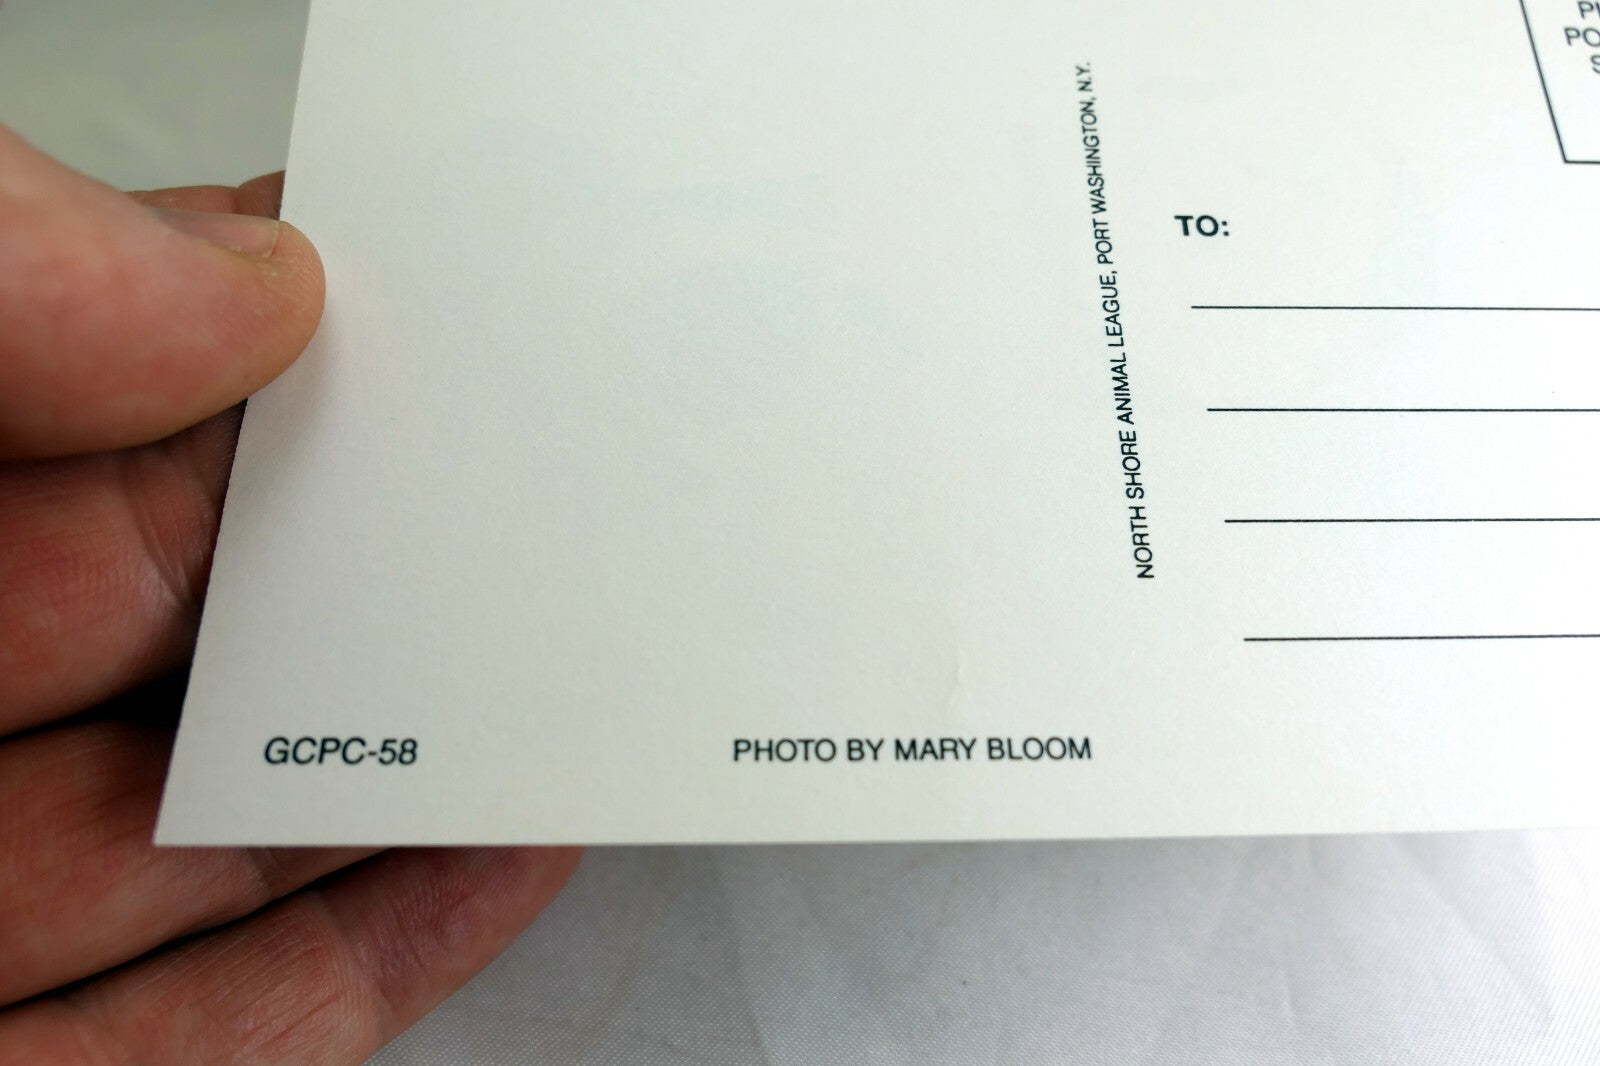 TO:
NORTH SHORE ANIMAL LEAGUE, PORT WASHINGTON, N.Y.
GCPC-58
PHOTO BY MARY BLOOM